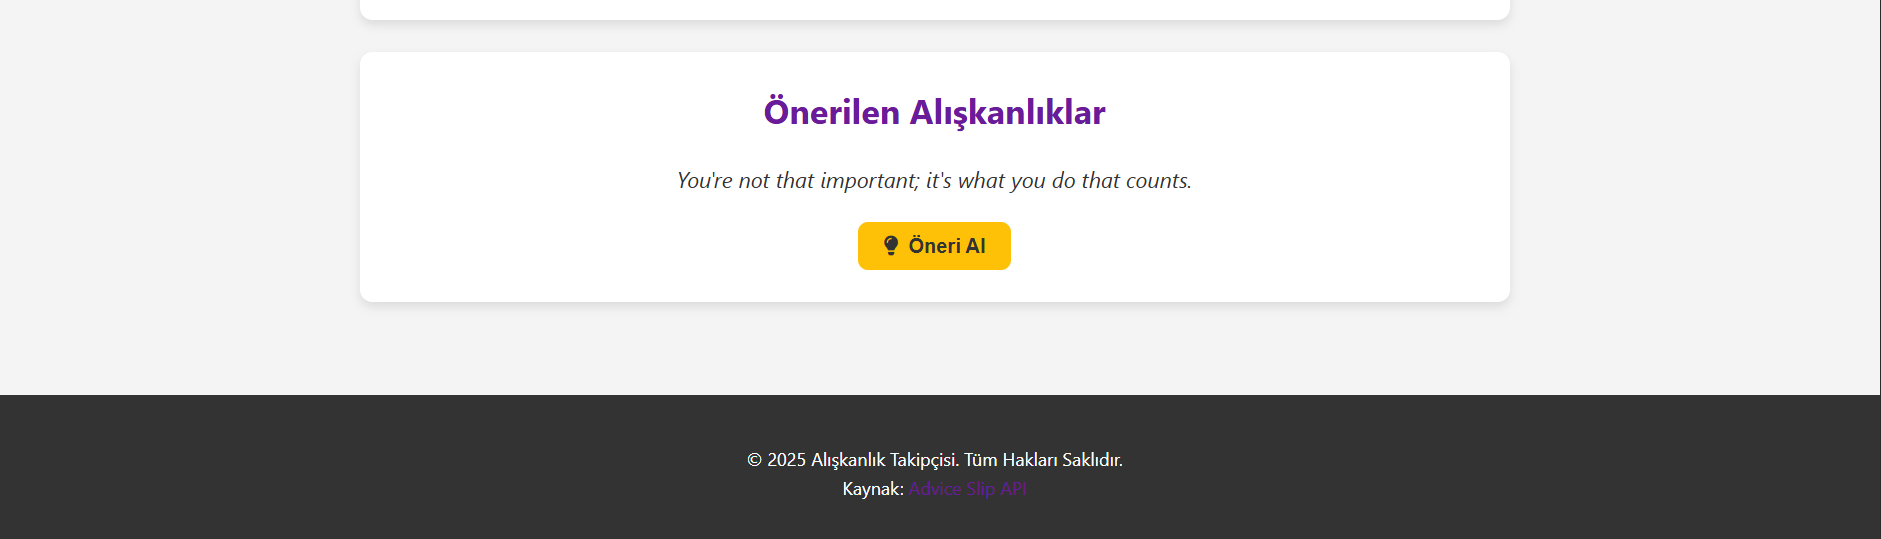 Önerilen Alışkanlıklar
You're not that important; it's what you do that counts.
Öneri Al
© 2025 Alışkanlık Takipçisi. Tüm Hakları Saklıdır.
Kaynak: Advice Slip API